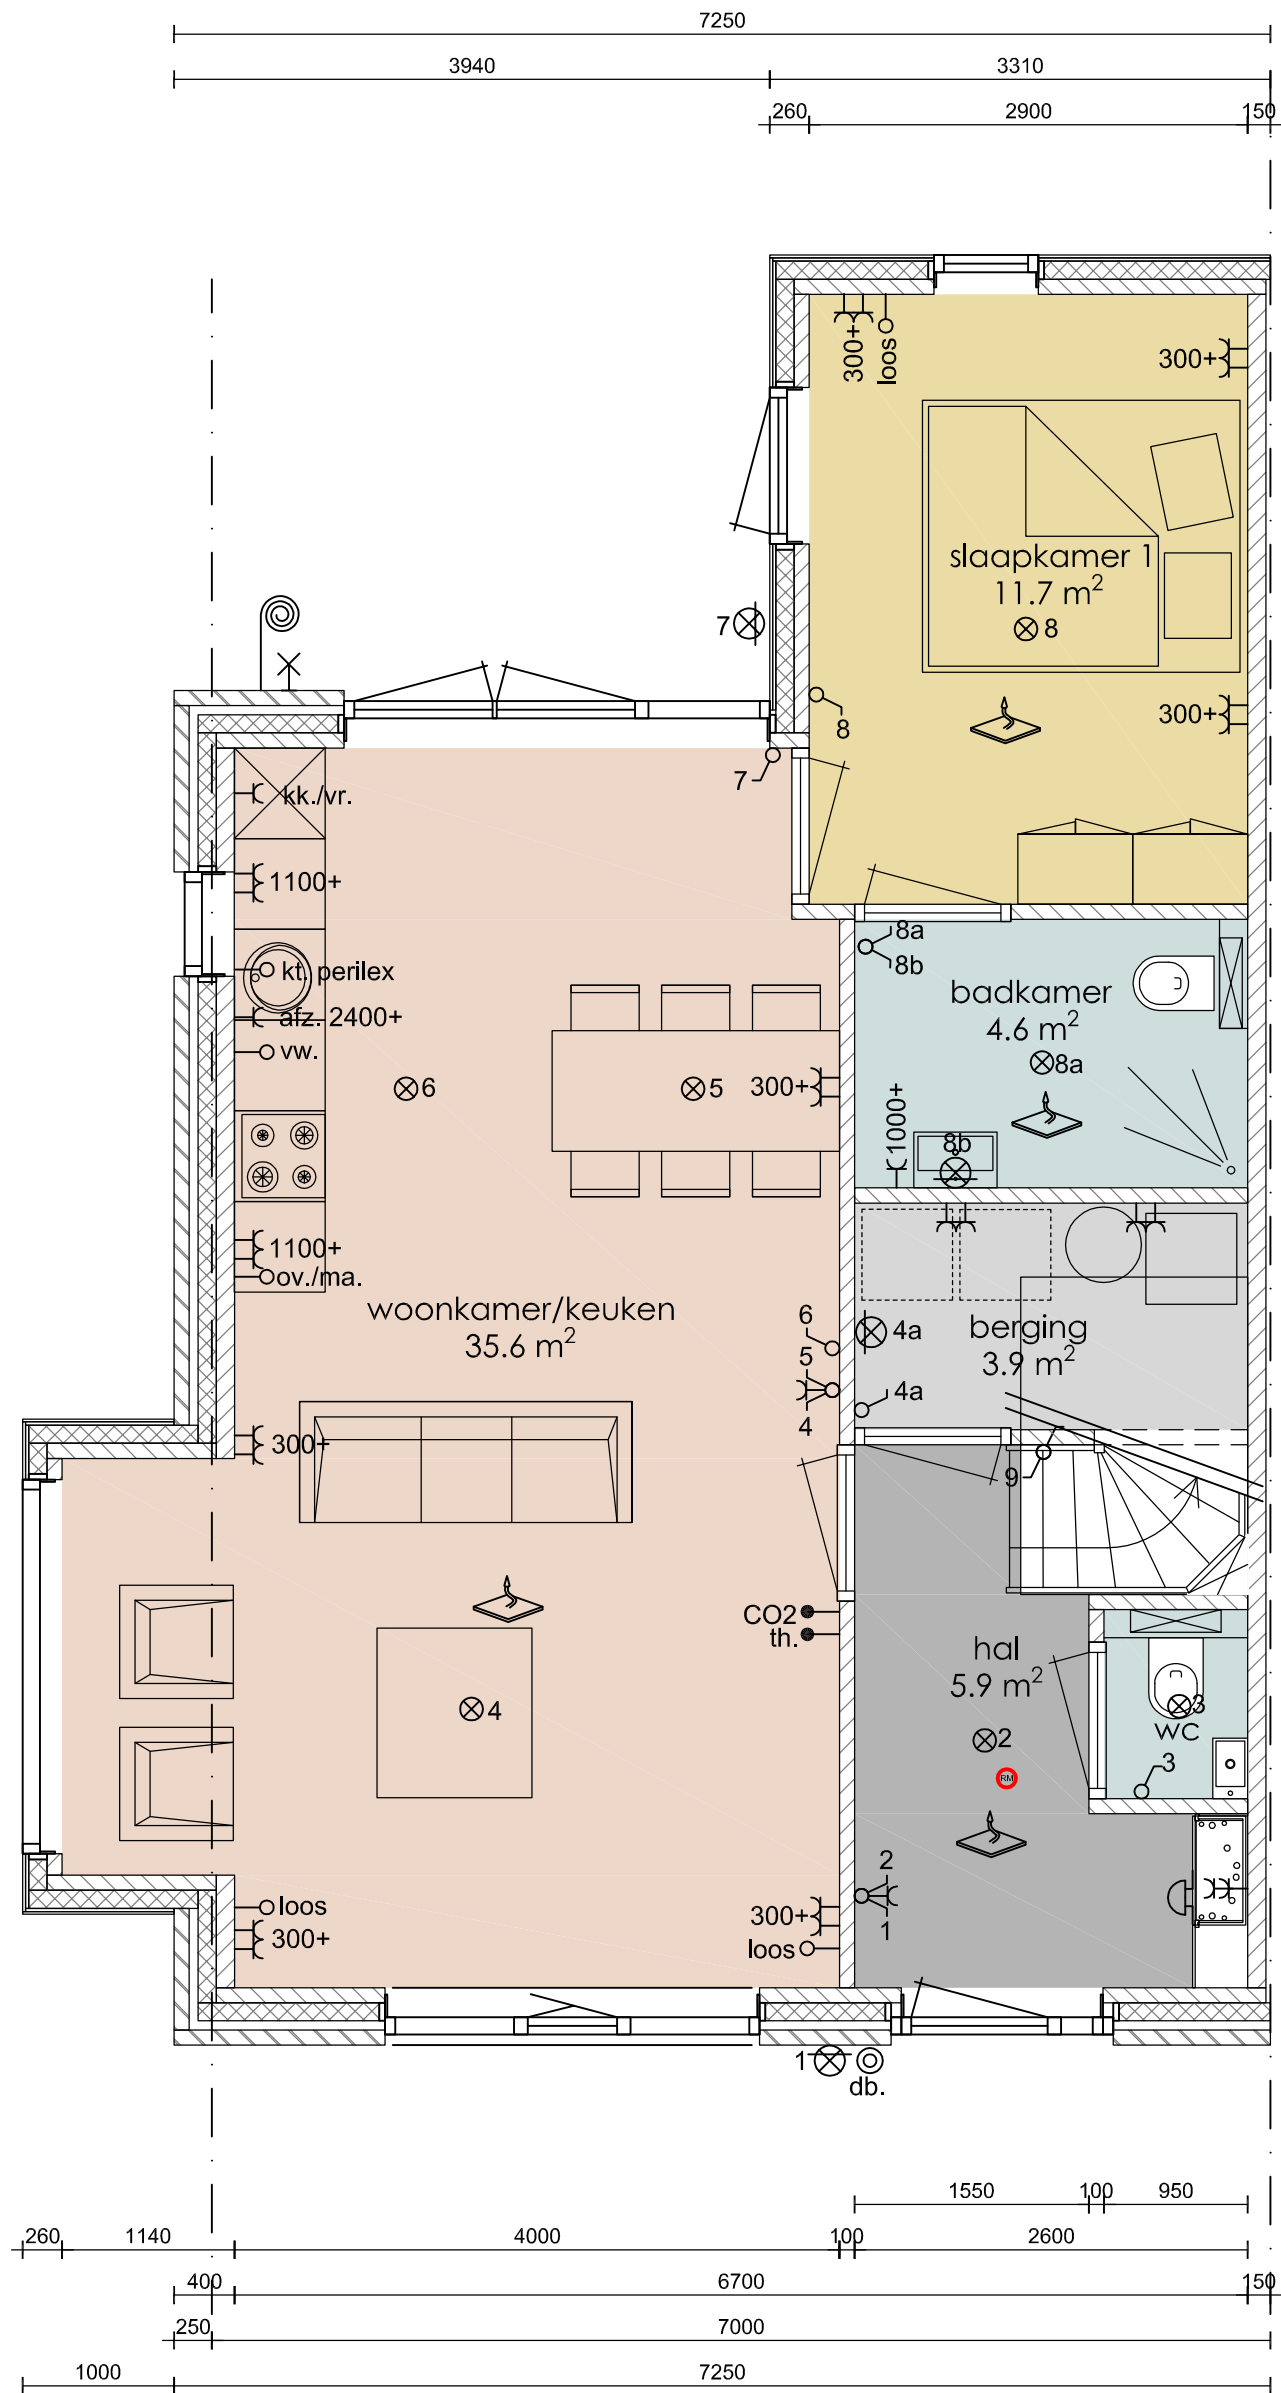 7250
3940 3310
260 2900 150
300+
loos
300+
slaapkamer 1
11.7 m²
8
7
8
300+
7
kk./vr.
1100+
8a
8b
kt. perilex
badkamer
4.6 m²
afz. 2400+
vw.
8a
6
5
300+
1000+
8b
1100+
ov./ma.
woonkamer/keuken
35.6 m²
6
5
4
4a
berging
3.9 m²
4a
300+
9
CO2
th.
hal
5.9 m²
4
2
3
WC
RM
3
2
1
loos
300+
300+
loos
1
db.
1550 100 950
260 1140 4000 100 2600
400 6700 150
250 7000
1000 7250